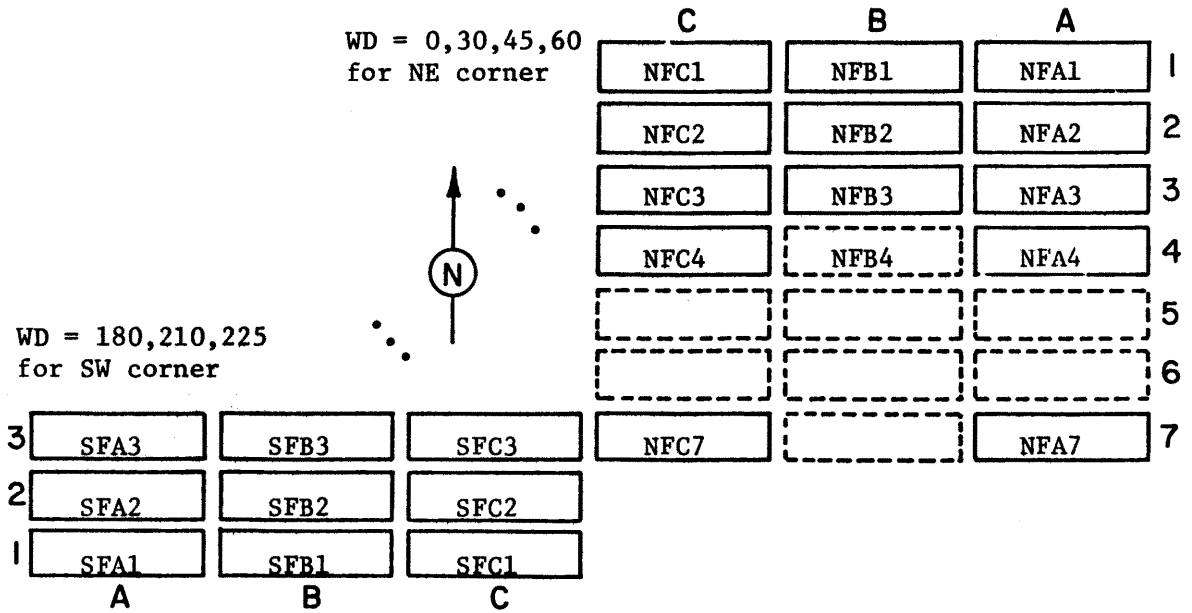 C B A
WD = 0,30,45,60
for NE corner
NFC1 NFB1 NFA1 1
NFC2 NFB2 NFA2 2
NFC3 NFB3 NFA3 3
NFC4 NFB4 NFA4 4
N
5
WD = 180,210,225
for SW corner
6
3 SFA3 SFB3 SFC3 NFC7 NFA7 7
2 SFA2 SFB2 SFC2
1 SFA1 SFB1 SFC1
A B C